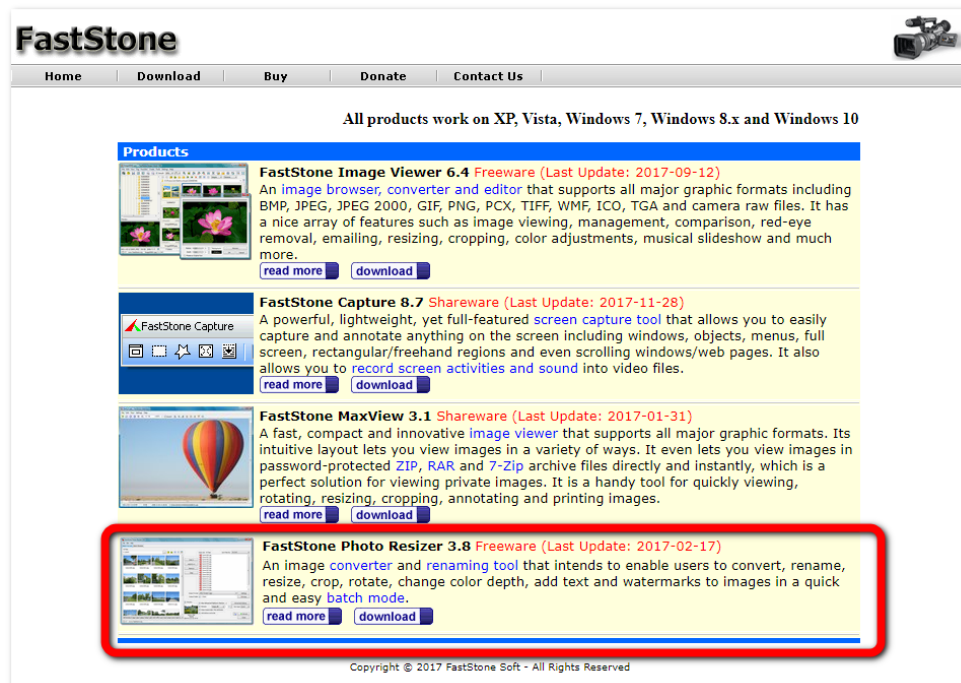 FastStone
Home
Download
Buy
Donate
Contact Us
All products work on XP, Vista, Windows 7, Windows 8.x and Windows 10
Products
FastStone Image Viewer 6.4 Freeware (Last Update: 2017-09-12)
An image browser, converter and editor that supports all major graphic formats including
BMP, JPEG, JPEG 2000, GIF, PNG, PCX, TIFF, WMF, ICO, TGA and camera raw files. It has
a nice array of features such as image viewing, management, comparison, red-eye
removal, emailing, resizing, cropping, color adjustments, musical slideshow and much
more.
read more download
FastStone Capture
FastStone Capture 8.7 Shareware (Last Update: 2017-11-28)
A powerful, lightweight, yet full-featured screen capture tool that allows you to easily
capture and annotate anything on the screen including windows, objects, menus, full
screen, rectangular/freehand regions and even scrolling windows/web pages. It also
allows you to record screen activities and sound into video files.
read more download
FastStone MaxView 3.1 Shareware (Last Update: 2017-01-31)
A fast, compact and innovative image viewer that supports all major graphic formats. Its
intuitive layout lets you view images in a variety of ways. It even lets you view images in
password-protected ZIP, RAR and 7-Zip archive files directly and instantly, which is a
perfect solution for viewing private images. It is a handy tool for quickly viewing,
rotating, resizing, cropping, annotating and printing images.
read more download
FastStone Photo Resizer 3.8 Freeware (Last Update: 2017-02-17)
An image converter and renaming tool that intends to enable users to convert, rename,
resize, crop, rotate, change color depth, add text and watermarks to images in a quick
and easy batch mode.
read more download
Copyright © 2017 FastStone Soft - All Rights Reserved